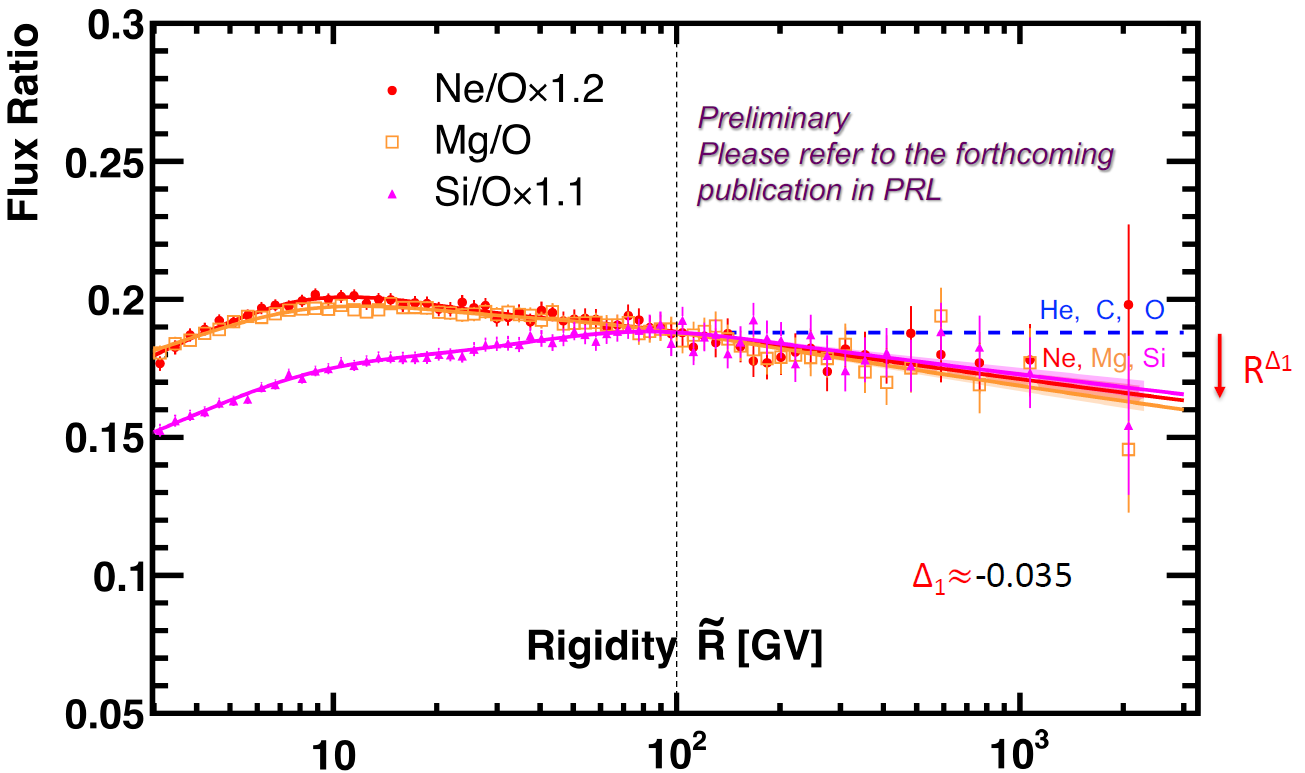 0.3
0.25
0.2
0.15
0.1
0.05
Flux Ratio
Ne/O×1.2
Mg/O
Si/O×1.1
Preliminary
Please refer to the forthcoming
publication in PRL
He, C, O
Ne, Mg, Si
R^Δ1
Δ₁≈-0.035
Rigidity R̃ [GV]
10
10²
10³